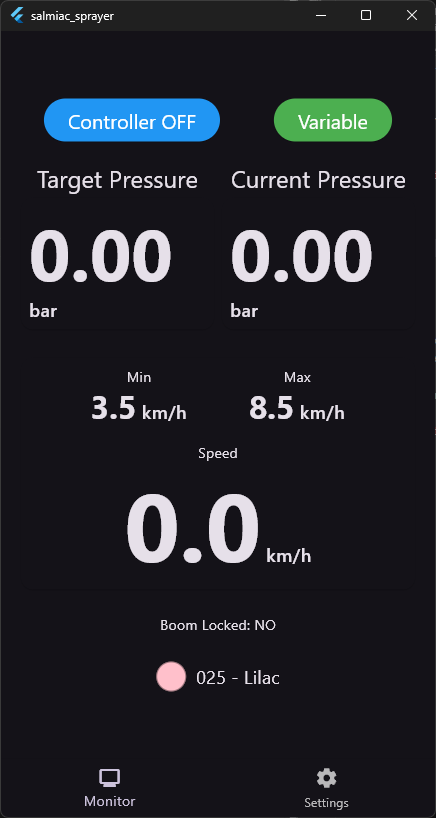 salmiac_sprayer
Controller OFF
Variable
Target Pressure
Current Pressure
0.00
0.00
bar
bar
Min
Max
3.5 km/h
8.5 km/h
Speed
0.0 km/h
Boom Locked: NO
025 - Lilac
Monitor
Settings